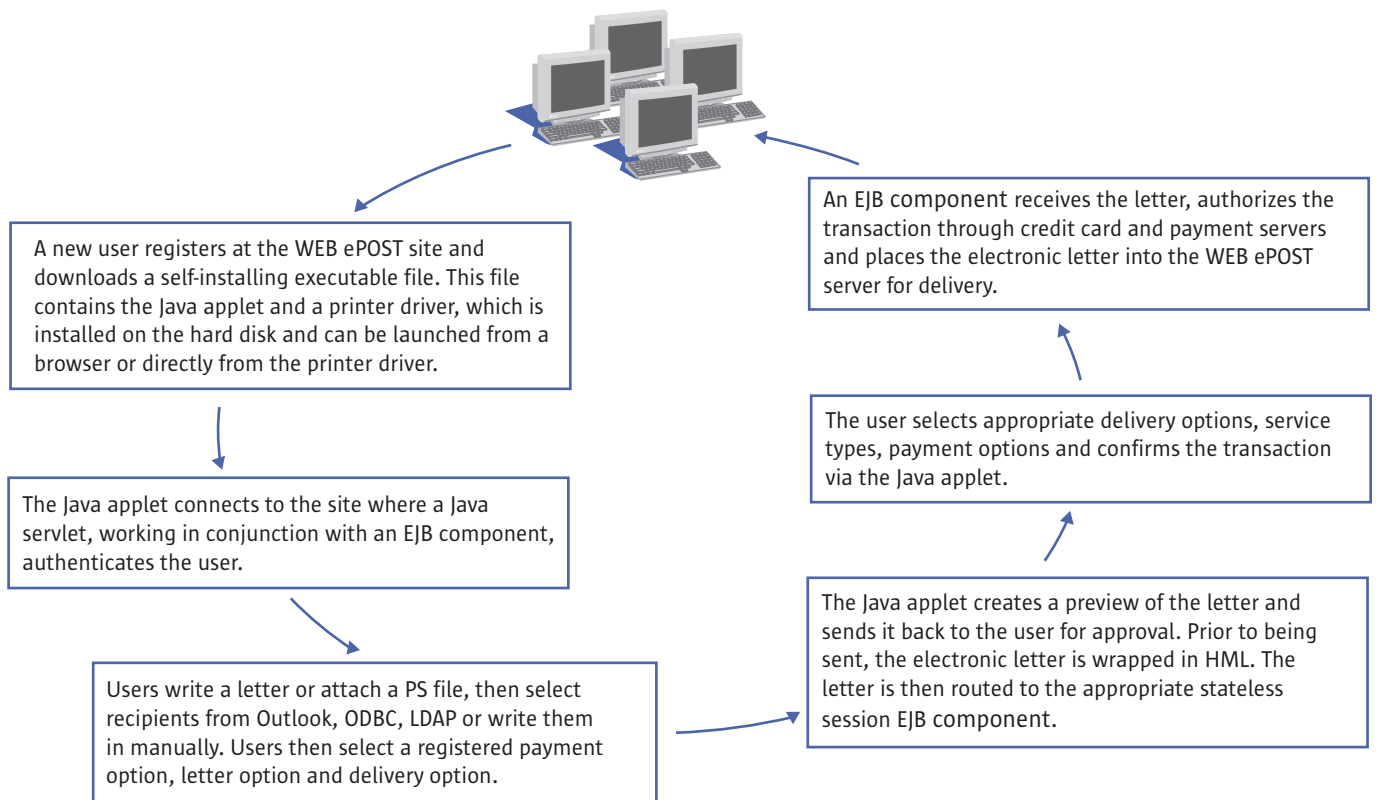 A new user registers at the WEB ePOST site and
downloads a self-installing executable file. This file
contains the Java applet and a printer driver, which is
installed on the hard disk and can be launched from a
browser or directly from the printer driver.
The Java applet connects to the site where a Java
servlet, working in conjunction with an EJB component,
authenticates the user.
Users write a letter or attach a PS file, then select
recipients from Outlook, ODBC, LDAP or write them
in manually. Users then select a registered payment
option, letter option and delivery option.
The Java applet creates a preview of the letter and
sends it back to the user for approval. Prior to being
sent, the electronic letter is wrapped in HML. The
letter is then routed to the appropriate stateless
session EJB component.
The user selects appropriate delivery options, service
types, payment options and confirms the transaction
via the Java applet.
An EJB component receives the letter, authorizes the
transaction through credit card and payment servers
and places the electronic letter into the WEB ePOST
server for delivery.